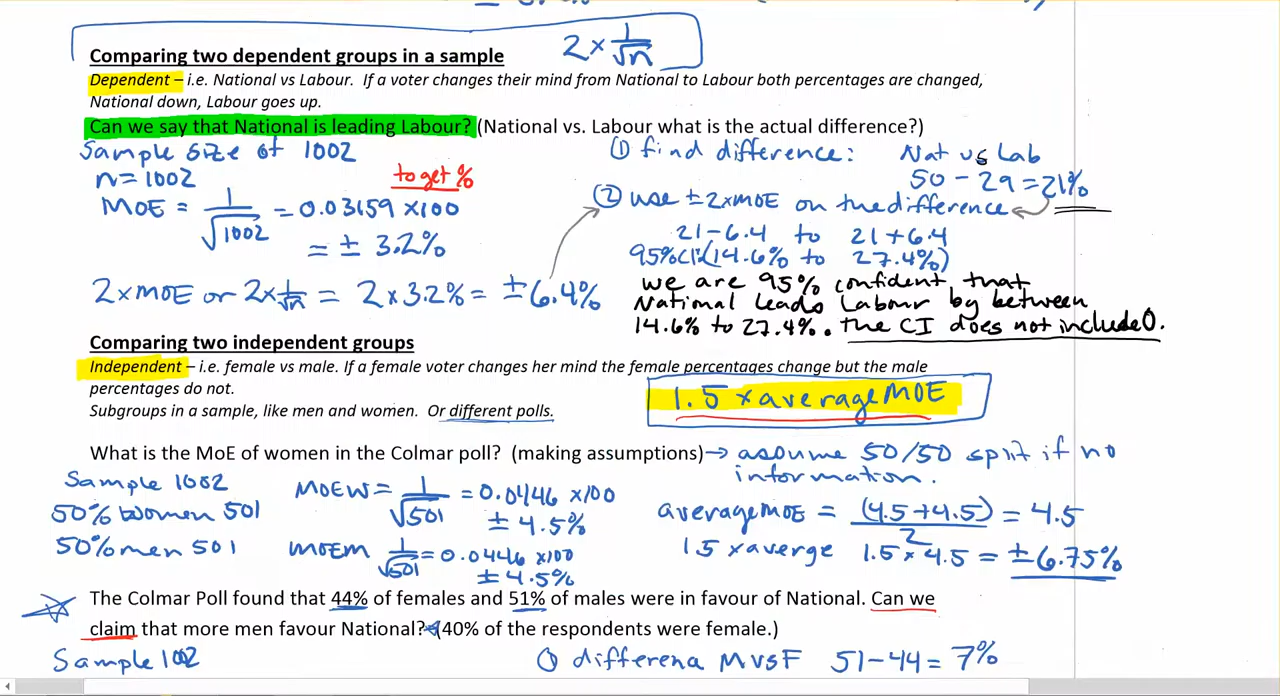 Comparing two dependent groups in a sample 2 × 1/√n
Dependent – i.e. National vs Labour. If a voter changes their mind from National to Labour both percentages are changed,
National down, Labour goes up.
Can we say that National is leading Labour? (National vs. Labour what is the actual difference?)
Sample size of 1002
n = 1002
to get %
MOE = 1/√1002 = 0.03159 × 100
= ± 3.2%
2 × MOE or 2 × 1/√n = 2 × 3.2% = ± 6.4%
① find difference: Nat vs Lab
50 – 29 = 21%
② use ± 2×MOE on the difference
21 – 6.4 to 21 + 6.4
95% CI: (14.6% to 27.4%)
we are 95% confident that
National leads Labour by between
14.6% to 27.4%. the CI does not include 0.
Comparing two independent groups
Independent – i.e. female vs male. If a female voter changes her mind the female percentages change but the male
percentages do not.
Subgroups in a sample, like men and women. Or different polls.
1.5 × average MOE
What is the MoE of women in the Colmar poll? (making assumptions) → assume 50/50 split if no
information.
Sample 1002
50% women 501
50% men 501
MOEW = 1/√501 = 0.0446 × 100
± 4.5%
MOEM 1/√501 = 0.0446 × 100
± 4.5%
average MOE = (4.5 + 4.5)/2 = 4.5
1.5 × averge 1.5 × 4.5 = ± 6.75%
The Colmar Poll found that 44% of females and 51% of males were in favour of National. Can we
claim that more men favour National? (40% of the respondents were female.)
Sample 1002
① differena M vs F 51 – 44 = 7%